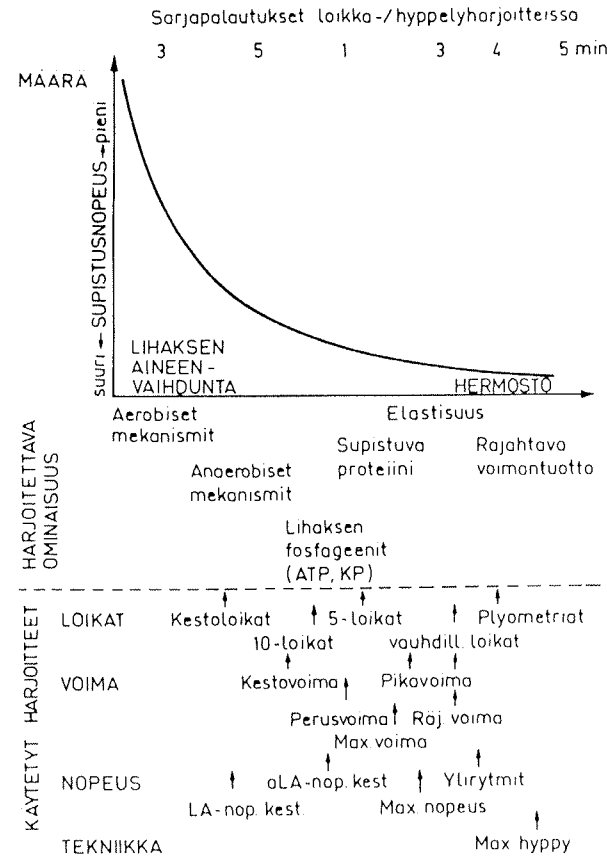 Sarjapalautukset loikka-/hyppelyharjoitteissa
3 5 1 3 4 5 min
MÄÄRÄ
suuri ← SUPISTUSNOPEUS → pieni
LIHAKSEN
AINEEN-
VAIHDUNTA
HERMOSTO
HARJOITETTAVA
OMINAISUUS
Aerobiset
mekanismit
Elastisuus
Anaerobiset
mekanismit
Supistuva
proteiini
Räjähtävä
voimantuotto
Lihaksen
fosfageenit
(ATP, KP)
KÄYTETYT HARJOITTEET
LOIKAT Kestoloikat 5-loikat Plyometriat
10-loikat vauhdill. loikat
VOIMA Kestovoima Pikavoima
Perusvoima Räj. voima
Max. voima
NOPEUS aLA-nop. kest Ylirytmit
LA-nop. kest. Max. nopeus
TEKNIIKKA Max hyppy